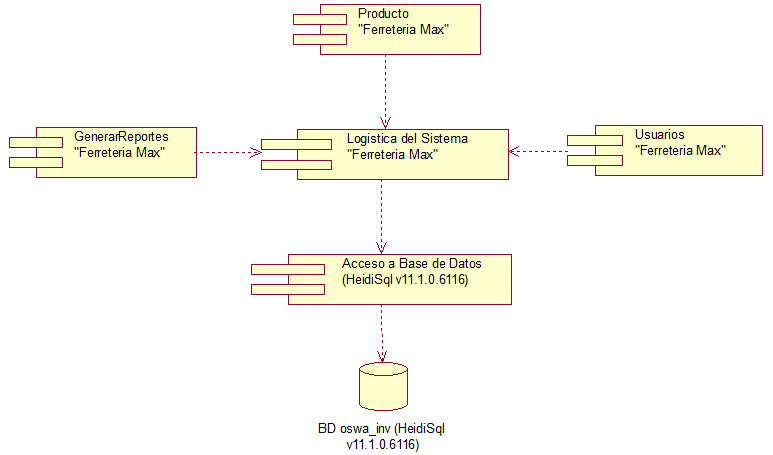 Producto
"Ferreteria Max"
GenerarReportes
"Ferreteria Max"
Logistica del Sistema
"Ferreteria Max"
Usuarios
"Ferreteria Max"
Acceso a Base de Datos
(HeidiSql v11.1.0.6116)
BD oswa_inv (HeidiSql
v11.1.0.6116)